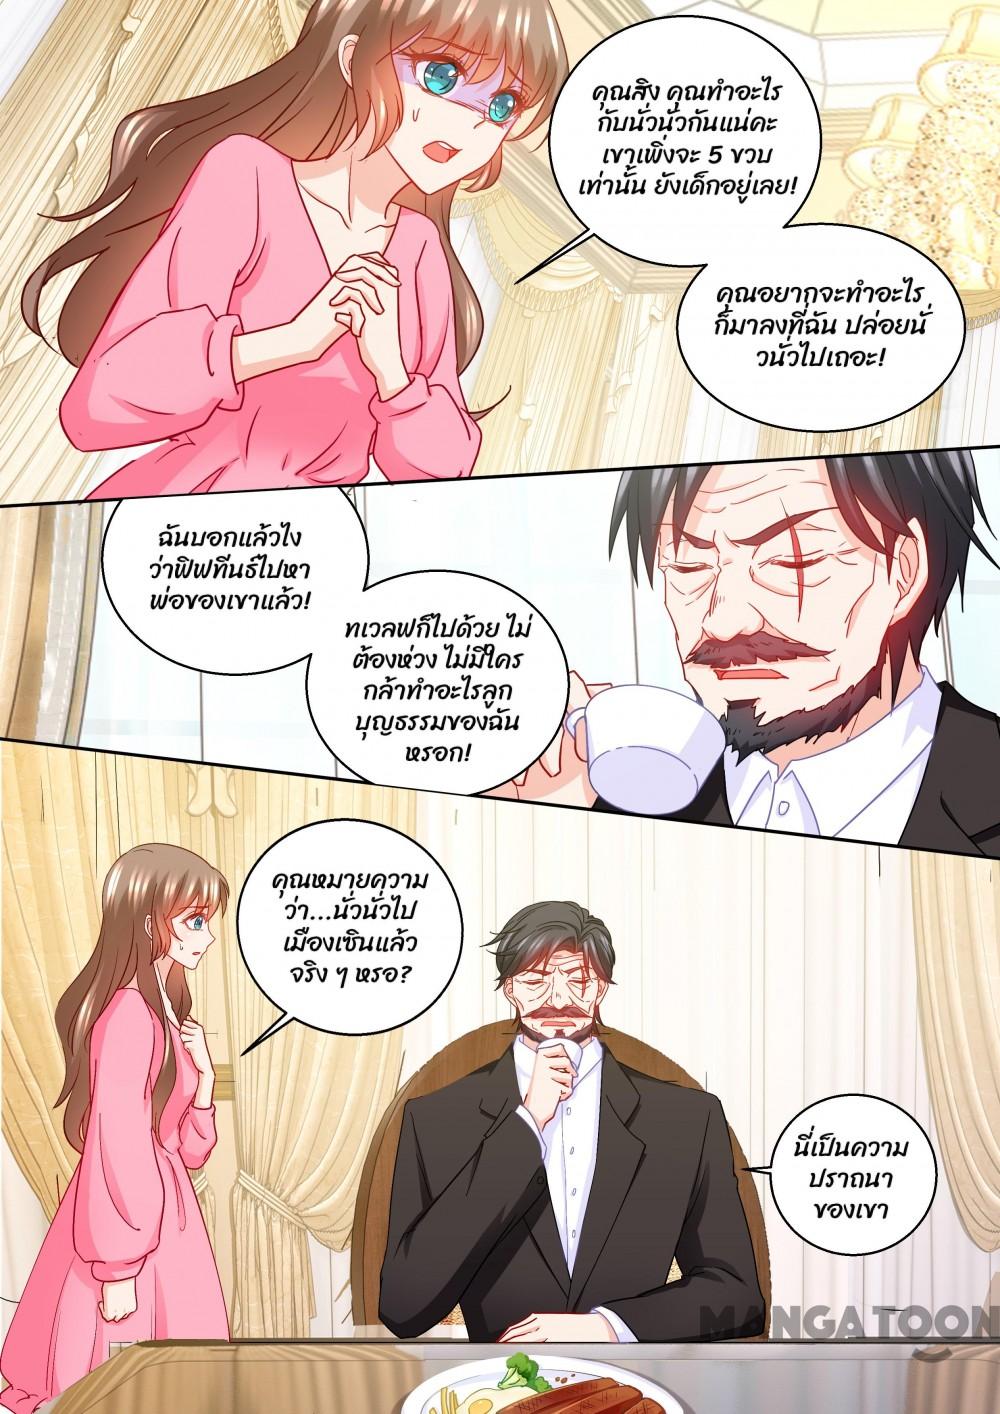 คุณสิง คุณทำอะไร
กับนั่วนั่วกันแน่คะ
เขาเพิ่งจะ 5 ขวบ
เท่านั้น ยังเด็กอยู่เลย!
คุณอยากจะทำอะไร
ก็มาลงที่ฉัน ปล่อยนั่
วนั่วไปเถอะ!
ฉันบอกแล้วไง
ว่าฟิฟทีนธ์ไปหา
พ่อของเขาแล้ว!
ทเวลฟก็ไปด้วย ไม่
ต้องห่วง ไม่มีใคร
กล้าทำอะไรลูก
บุญธรรมของฉัน
หรอก!
คุณหมายความ
ว่า...นั่วนั่วไป
เมืองเซินแล้ว
จริง ๆ หรอ?
นี่เป็นความ
ปราถนา
ของเขา
MANGATOON